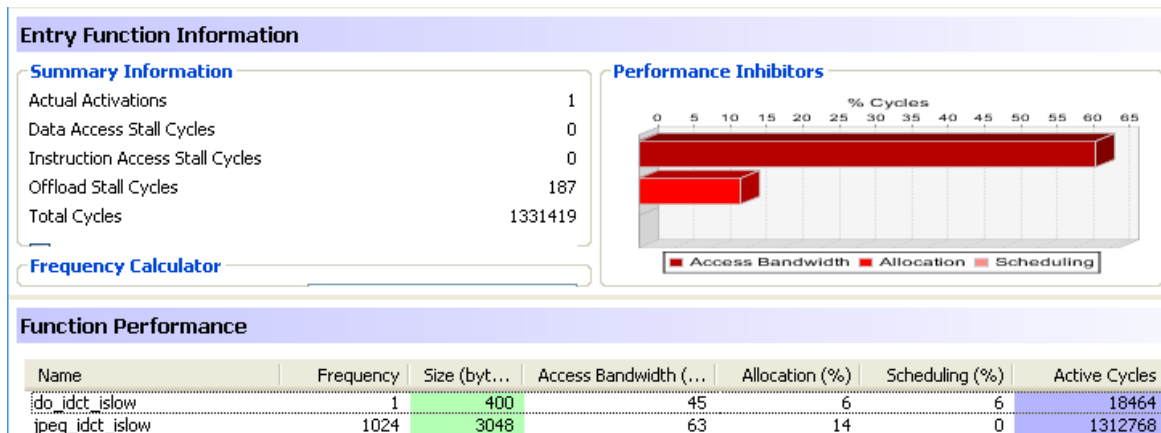 Entry Function Information
Summary Information
Actual Activations 1
Data Access Stall Cycles 0
Instruction Access Stall Cycles 0
Offload Stall Cycles 187
Total Cycles 1331419
Frequency Calculator
Performance Inhibitors
% Cycles
0 5 10 15 20 25 30 35 40 45 50 55 60 65
Access Bandwidth Allocation Scheduling
Function Performance
Name Frequency Size (byt... Access Bandwidth (... Allocation (%) Scheduling (%) Active Cycles
do_idct_islow 1 400 45 6 6 18464
jpeg_idct_islow 1024 3048 63 14 0 1312768